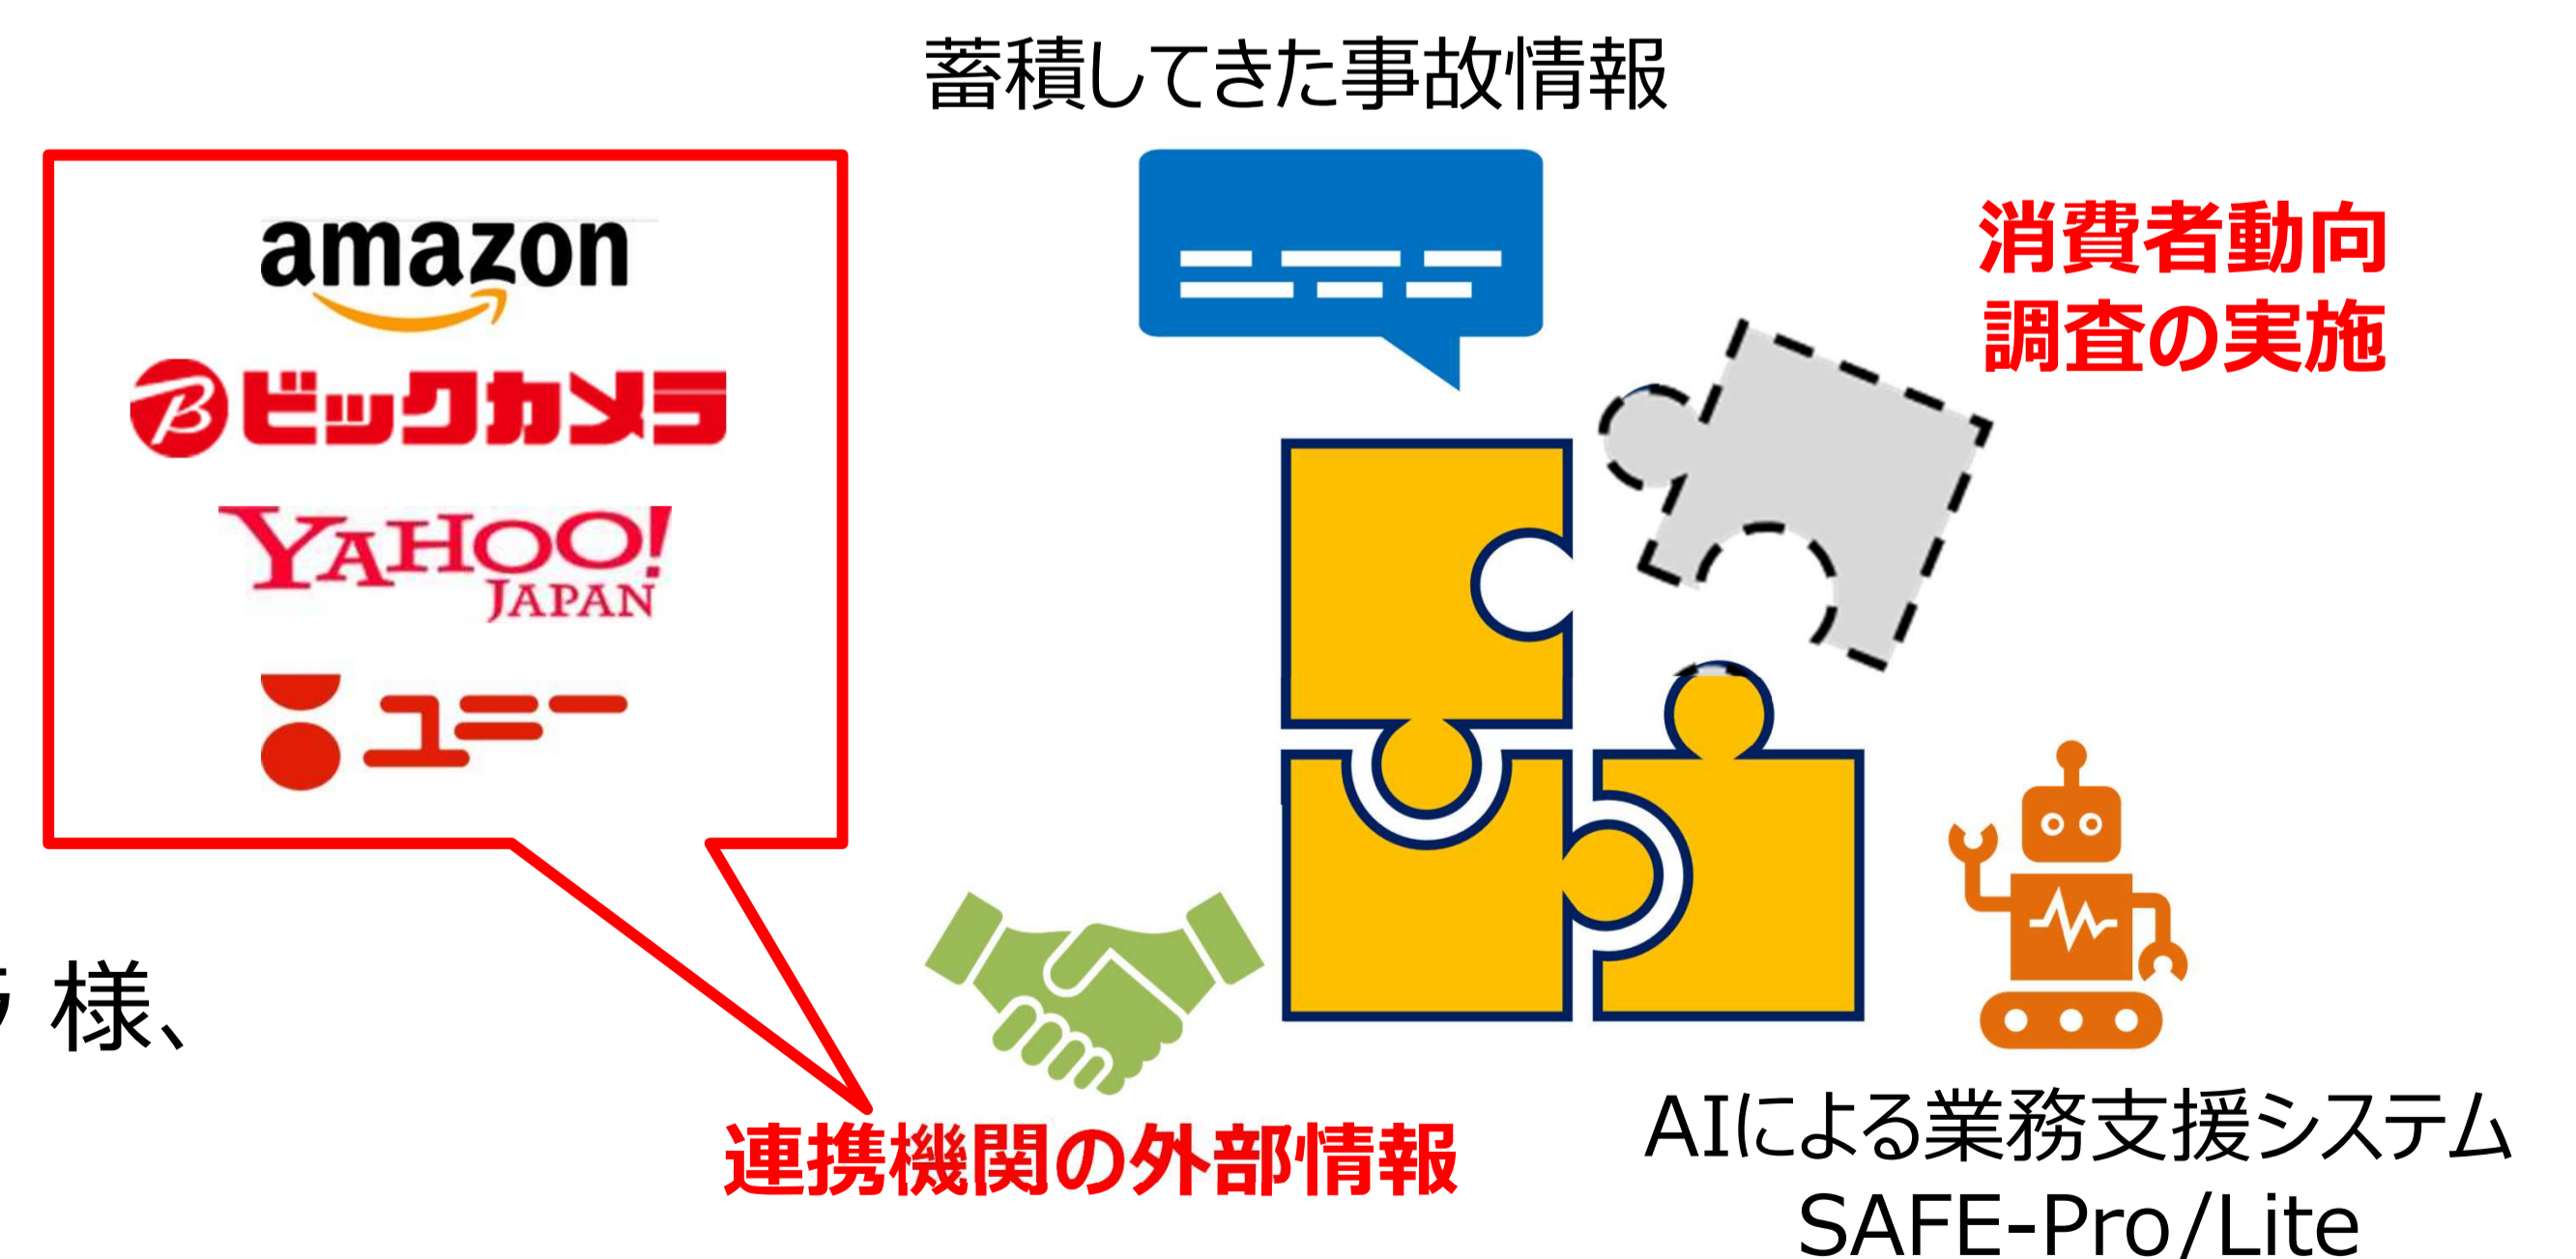 蓄積してきた事故情報
amazon
ビックカメラ
YAHOO!
JAPAN
ユニー
消費者動向
調査の実施
様、
連携機関の外部情報
AIによる業務支援システム
SAFE-Pro/Lite